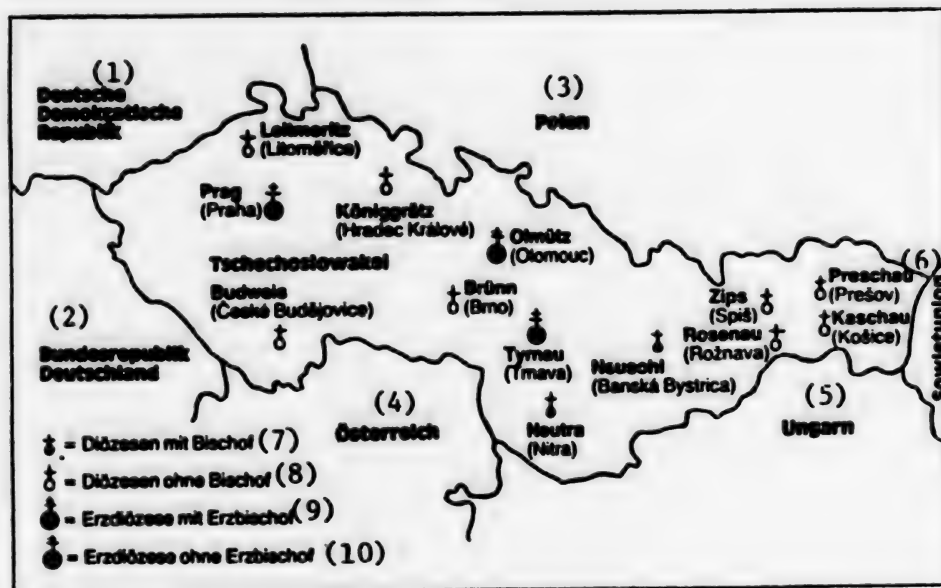 (1)
Deutsche
Demokratische
Republik
(3)
Polen
Leitmeritz
(Litoměřice)
Prag
(Praha)
Königgrätz
(Hradec Králové)
Olmütz
(Olomouc)
(6)
Sowjetunion
Tschechoslowakei
Budweis
(České Budějovice)
Brünn
(Brno)
Zips
(Spiš)
Preschau
(Prešov)
Kaschau
(Košice)
Rosenau
(Rožnava)
(2)
Bundesrepublik
Deutschland
Tyrnau
(Trnava)
Neusohl
(Banská Bystrica)
(4)
Österreich
Neutra
(Nitra)
(5)
Ungarn
= Diözesen mit Bischof (7)
= Diözesen ohne Bischof (8)
= Erzdiözese mit Erzbischof (9)
= Erzdiözese ohne Erzbischof (10)